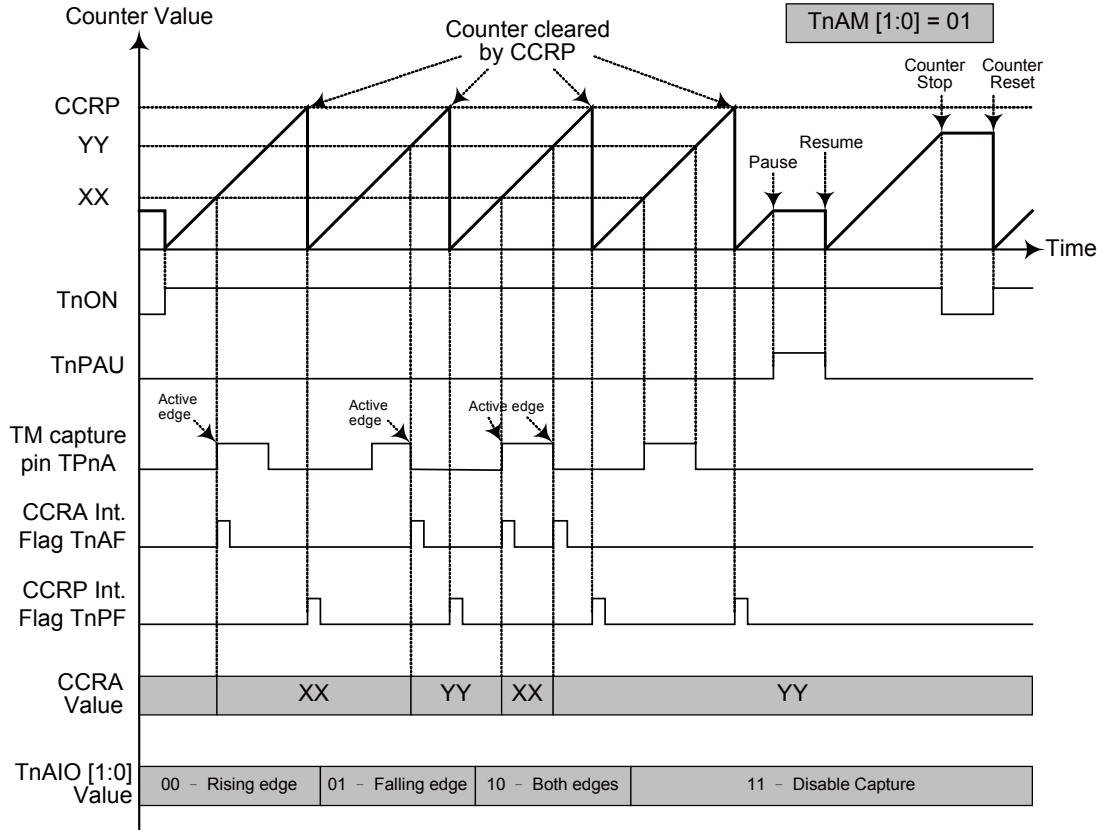 Counter Value
TnAM [1:0] = 01
Counter cleared
by CCRP
Counter
Stop
Counter
Reset
CCRP
YY
XX
Pause
Resume
Time
TnON
TnPAU
Active
edge
Active
edge
Active edge
TM capture
pin TPnA
CCRA Int.
Flag TnAF
CCRP Int.
Flag TnPF
CCRA
Value
XX
YY
XX
YY
TnAIO [1:0]
Value
00 - Rising edge
01 - Falling edge
10 - Both edges
11 - Disable Capture